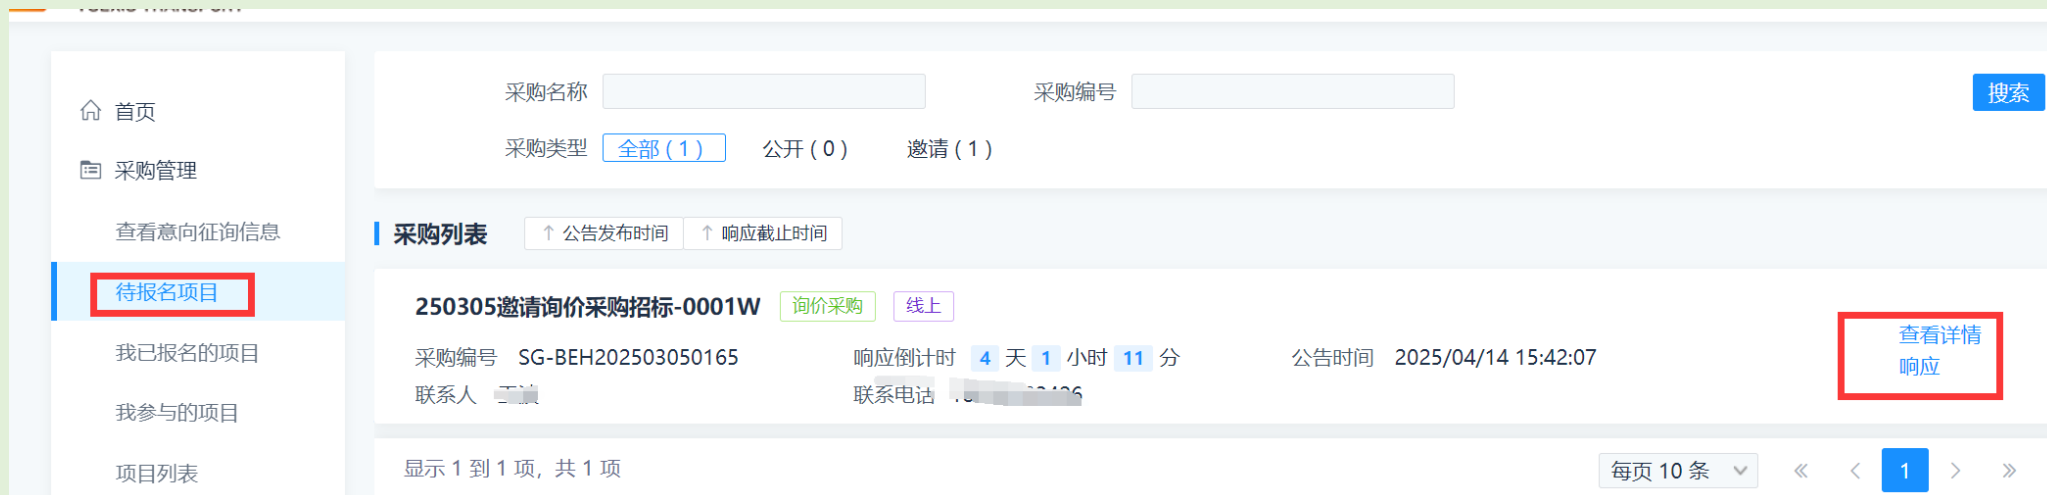 首页
采购管理
查看意向征询信息
待报名项目
我已报名的项目
我参与的项目
项目列表
采购名称
采购编号
搜索
采购类型 全部 ( 1 ) 公开 ( 0 ) 邀请 ( 1 )
采购列表 ↑ 公告发布时间 ↑ 响应截止时间
250305邀请询价采购招标-0001W 询价采购 线上
采购编号 SG-BEH202503050165 响应倒计时 4 天 1 小时 11 分 公告时间 2025/04/14 15:42:07
联系人 联系电话
查看详情
响应
显示 1 到 1 项，共 1 项
每页 10 条 « < 1 > »